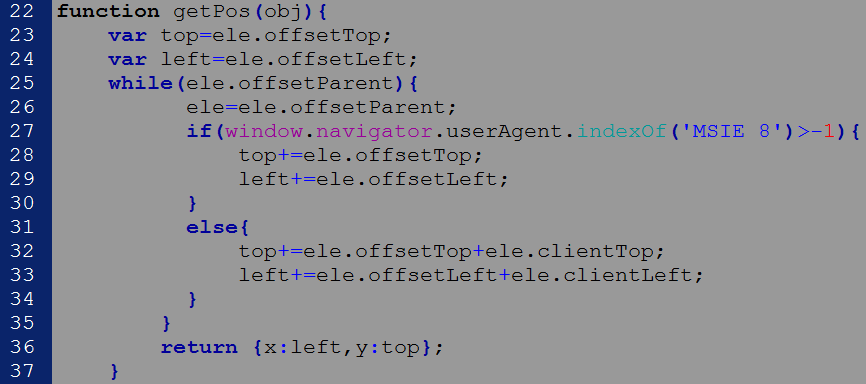 22 function getPos(obj){
23 var top=ele.offsetTop;
24 var left=ele.offsetLeft;
25 while(ele.offsetParent){
26 ele=ele.offsetParent;
27 if(window.navigator.userAgent.indexOf('MSIE 8')>-1){
28 top+=ele.offsetTop;
29 left+=ele.offsetLeft;
30 }
31 else{
32 top+=ele.offsetTop+ele.clientTop;
33 left+=ele.offsetLeft+ele.clientLeft;
34 }
35 }
36 return {x:left,y:top};
37 }